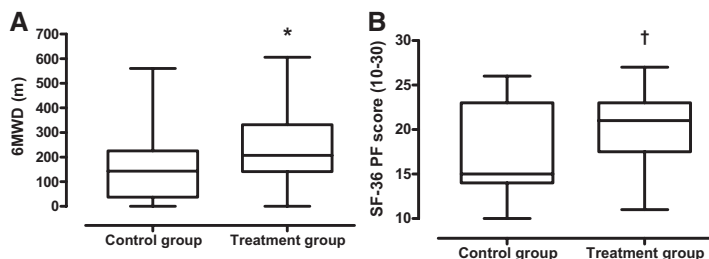 A
6MWD (m)
700
600
500
400
300
200
100
0
*
Control group
Treatment group
B
SF-36 PF score (10-30)
30
25
20
15
10
†
Control group
Treatment group